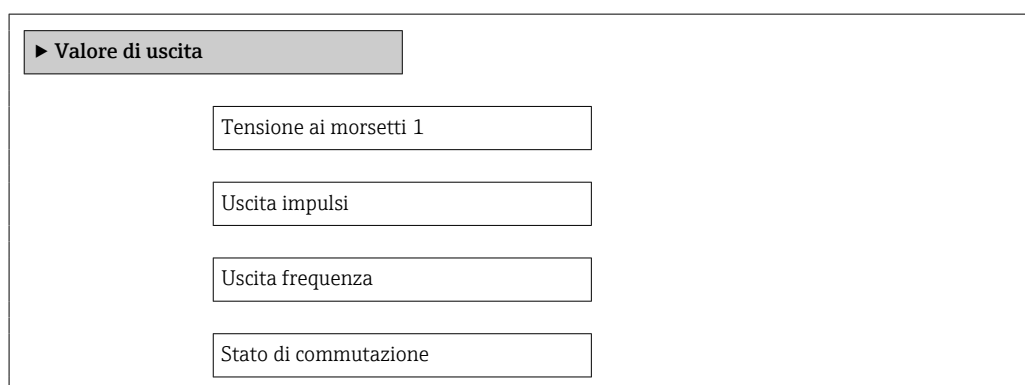 ▶ Valore di uscita
Tensione ai morsetti 1
Uscita impulsi
Uscita frequenza
Stato di commutazione